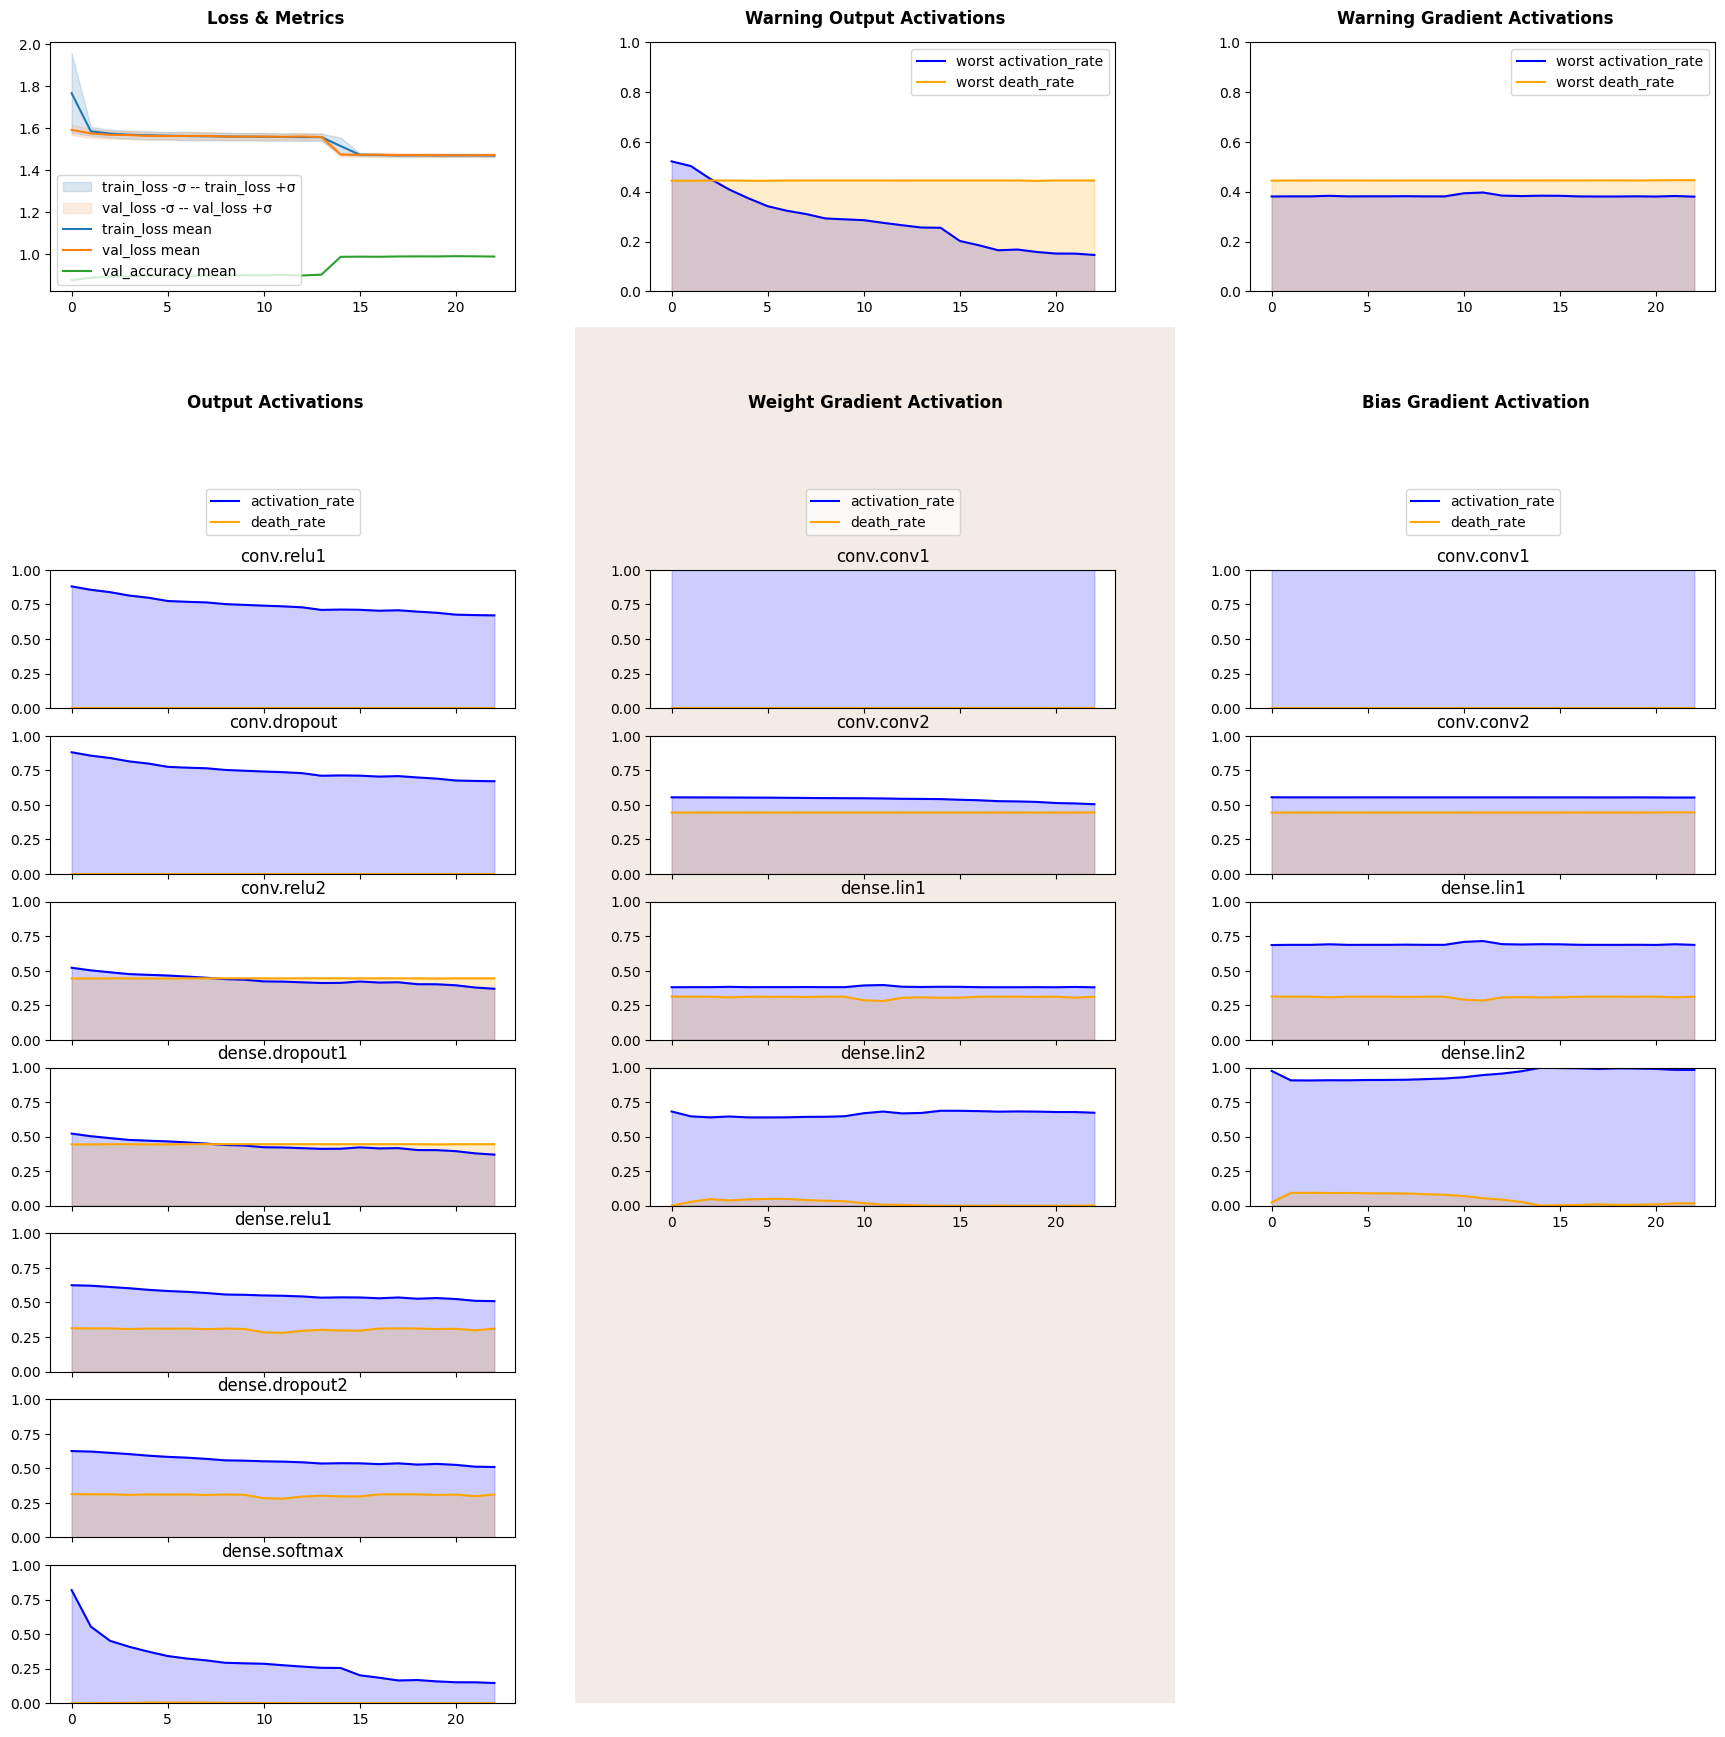 Loss & Metrics
2.0
1.8
1.6
1.4
1.2
1.0
train_loss -σ -- train_loss +σ
val_loss -σ -- val_loss +σ
train_loss mean
val_loss mean
val_accuracy mean
0 5 10 15 20
Warning Output Activations
1.0
0.8
0.6
0.4
0.2
0.0
worst activation_rate
worst death_rate
0 5 10 15 20
Warning Gradient Activations
1.0
0.8
0.6
0.4
0.2
0.0
worst activation_rate
worst death_rate
0 5 10 15 20
Output Activations
activation_rate
death_rate
conv.relu1
1.00
0.75
0.50
0.25
0.00
conv.dropout
1.00
0.75
0.50
0.25
0.00
conv.relu2
1.00
0.75
0.50
0.25
0.00
dense.dropout1
1.00
0.75
0.50
0.25
0.00
dense.relu1
1.00
0.75
0.50
0.25
0.00
dense.dropout2
1.00
0.75
0.50
0.25
0.00
dense.softmax
1.00
0.75
0.50
0.25
0.00
0 5 10 15 20
Weight Gradient Activation
activation_rate
death_rate
conv.conv1
1.00
0.75
0.50
0.25
0.00
conv.conv2
1.00
0.75
0.50
0.25
0.00
dense.lin1
1.00
0.75
0.50
0.25
0.00
dense.lin2
1.00
0.75
0.50
0.25
0.00
0 5 10 15 20
Bias Gradient Activation
activation_rate
death_rate
conv.conv1
1.00
0.75
0.50
0.25
0.00
conv.conv2
1.00
0.75
0.50
0.25
0.00
dense.lin1
1.00
0.75
0.50
0.25
0.00
dense.lin2
1.00
0.75
0.50
0.25
0.00
0 5 10 15 20